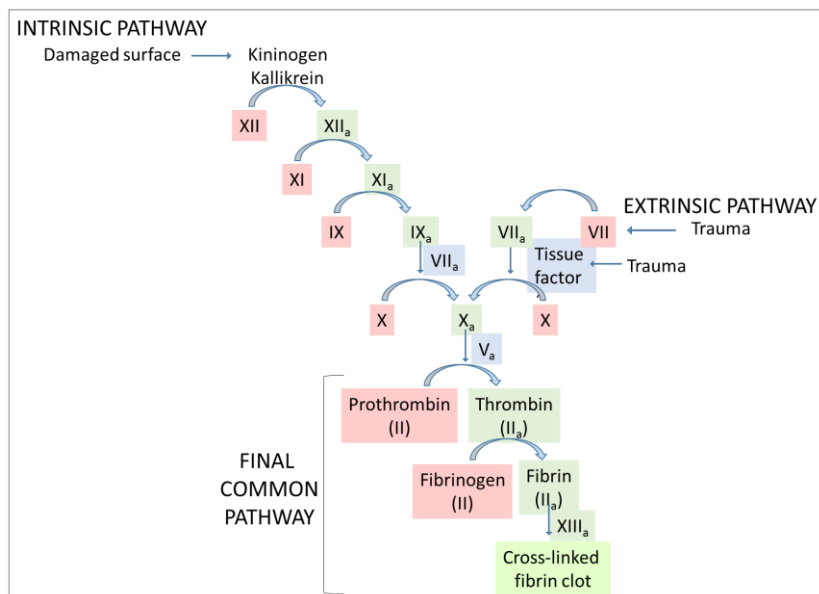 INTRINSIC PATHWAY
Damaged surface
Kininogen
Kallikrein
XII
XIIa
XI
XIa
IX
IXa
VIIa
VII
EXTRINSIC PATHWAY
Trauma
VIIa
Tissue
factor
Trauma
X
Xa
X
Va
Prothrombin
(II)
Thrombin
(IIa)
FINAL
COMMON
PATHWAY
Fibrinogen
(II)
Fibrin
(IIa)
XIIIa
Cross-linked
fibrin clot